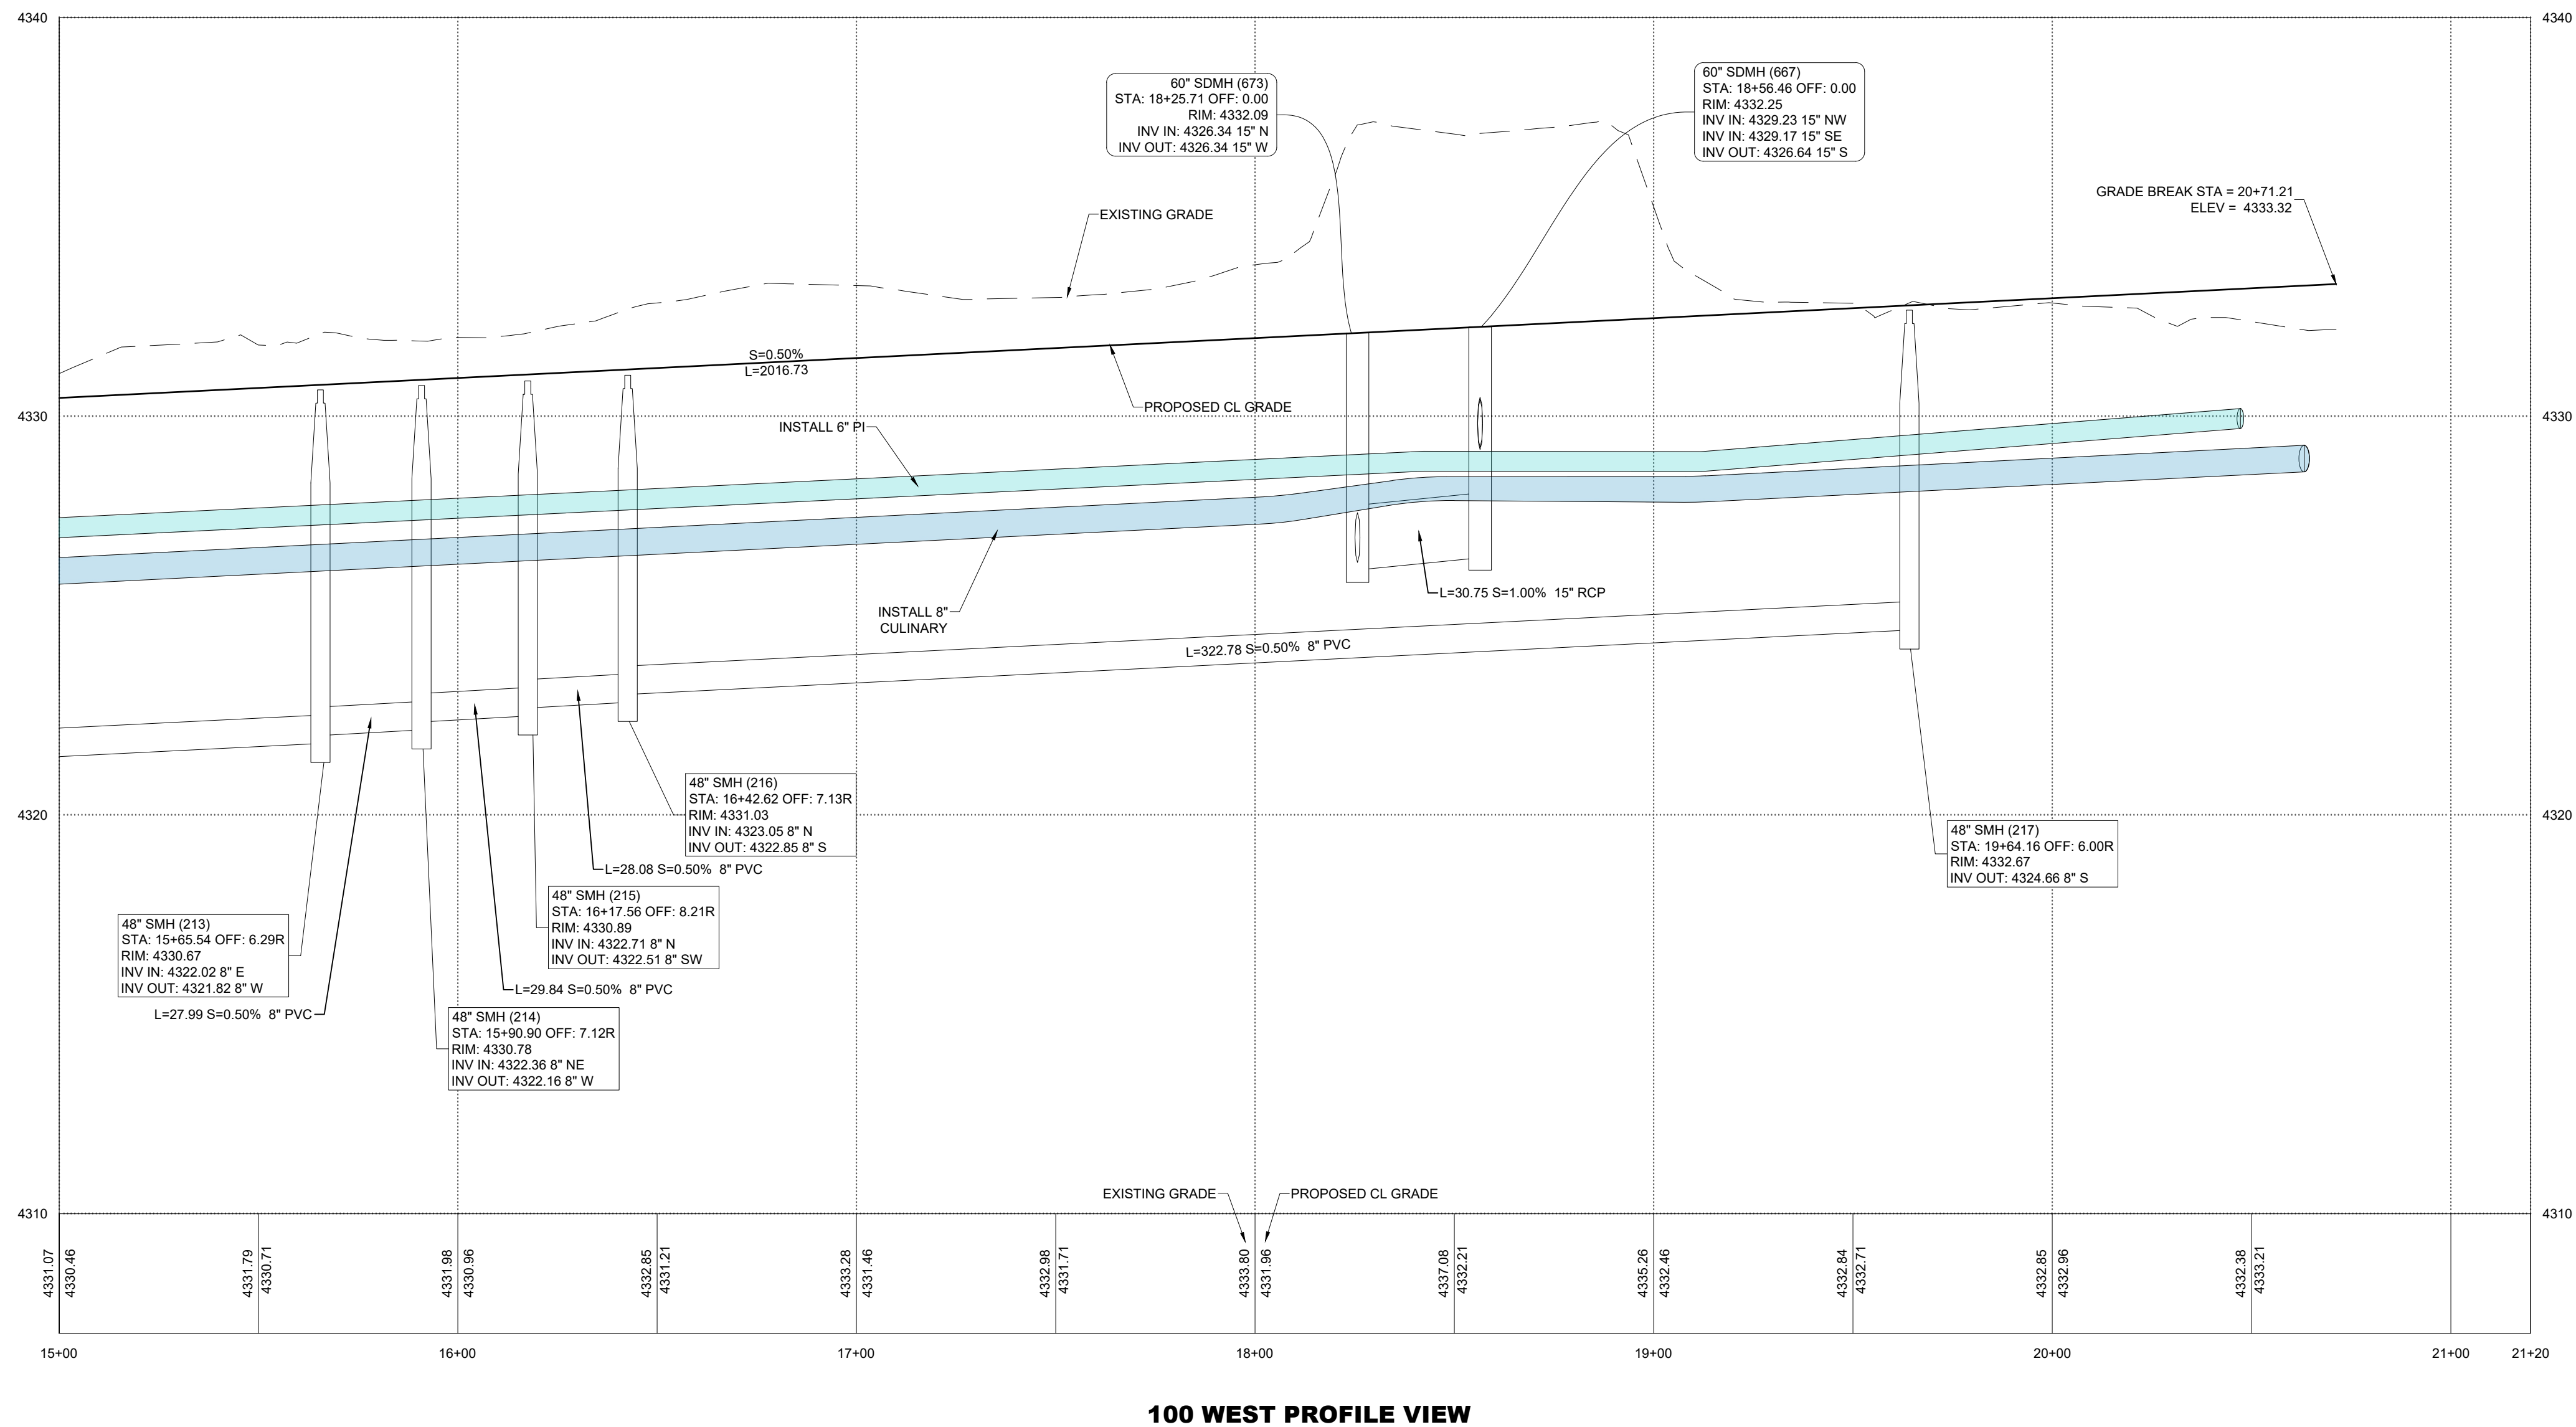 4340
4340
60" SDMH (673)
STA: 18+25.71 OFF: 0.00
RIM: 4332.09
INV IN: 4326.34 15" N
INV OUT: 4326.34 15" W
60" SDMH (667)
STA: 18+56.46 OFF: 0.00
RIM: 4332.25
INV IN: 4329.23 15" NW
INV IN: 4329.17 15" SE
INV OUT: 4326.64 15" S
GRADE BREAK STA = 20+71.21
ELEV = 4333.32
EXISTING GRADE
S=0.50%
L=2016.73
PROPOSED CL GRADE
4330
4330
INSTALL 6" PI
INSTALL 8"
CULINARY
L=30.75 S=1.00% 15" RCP
L=322.78 S=0.50% 8" PVC
48" SMH (216)
STA: 16+42.62 OFF: 7.13R
RIM: 4331.03
INV IN: 4323.05 8" N
INV OUT: 4322.85 8" S
4320
4320
48" SMH (217)
STA: 19+64.16 OFF: 6.00R
RIM: 4332.67
INV OUT: 4324.66 8" S
L=28.08 S=0.50% 8" PVC
48" SMH (215)
STA: 16+17.56 OFF: 8.21R
RIM: 4330.89
INV IN: 4322.71 8" N
INV OUT: 4322.51 8" SW
48" SMH (213)
STA: 15+65.54 OFF: 6.29R
RIM: 4330.67
INV IN: 4322.02 8" E
INV OUT: 4321.82 8" W
L=29.84 S=0.50% 8" PVC
L=27.99 S=0.50% 8" PVC
48" SMH (214)
STA: 15+90.90 OFF: 7.12R
RIM: 4330.78
INV IN: 4322.36 8" NE
INV OUT: 4322.16 8" W
EXISTING GRADE
PROPOSED CL GRADE
4310
4310
4331.07
4330.46
4331.79
4330.71
4331.98
4330.96
4332.85
4331.21
4333.28
4331.46
4332.98
4331.71
4333.80
4331.96
4337.08
4332.21
4335.26
4332.46
4332.84
4332.71
4332.85
4332.96
4332.38
4333.21
15+00
16+00
17+00
18+00
19+00
20+00
21+00
21+20
100 WEST PROFILE VIEW